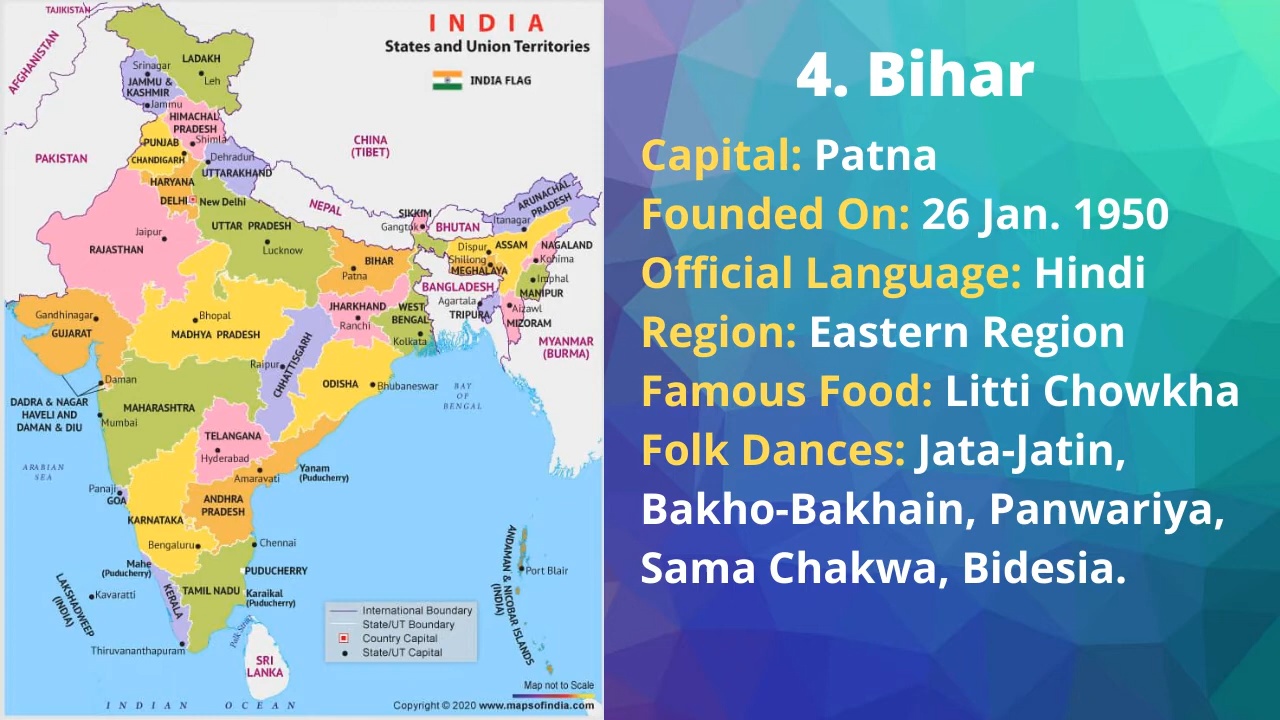 TAJIKISTAN
AFGHANISTAN
PAKISTAN
INDIA
States and Union Territories
INDIA FLAG
CHINA
(TIBET)
NEPAL
BHUTAN
BANGLADESH
MYANMAR
(BURMA)
SRI
LANKA
LADAKH
Srinagar
Leh
JAMMU &
KASHMIR
Jammu
HIMACHAL
PRADESH
Shimla
PUNJAB
CHANDIGARH
Dehradun
UTTARAKHAND
HARYANA
DELHI
New Delhi
RAJASTHAN
Jaipur
UTTAR PRADESH
Lucknow
BIHAR
Patna
SIKKIM
Gangtok
ARUNACHAL
PRADESH
Itanagar
ASSAM
Dispur
NAGALAND
Kohima
Shillong
MEGHALAYA
Imphal
MANIPUR
Agartala
TRIPURA
Aizawl
MIZORAM
Gandhinagar
GUJARAT
Bhopal
MADHYA PRADESH
JHARKHAND
Ranchi
WEST
BENGAL
Kolkata
Raipur
CHHATTISGARH
ODISHA
Bhubaneswar
Daman
DADRA & NAGAR
HAVELI AND
DAMAN & DIU
MAHARASHTRA
Mumbai
TELANGANA
Hyderabad
Amaravati
Yanam
(Puducherry)
ANDHRA
PRADESH
Panaji
GOA
KARNATAKA
Bengaluru
Chennai
Mahe
(Puducherry)
PUDUCHERRY
TAMIL NADU
Karaikal
(Puducherry)
KERALA
Thiruvananthapuram
LAKSHADWEEP
(INDIA)
Kavaratti
ANDAMAN & NICOBAR ISLANDS
(INDIA)
Port Blair
BAY
OF
BENGAL
ARABIAN
SEA
Palk Strait
INDIAN OCEAN
International Boundary
State/UT Boundary
Country Capital
State/UT Capital
Map not to Scale
Copyright © 2020 www.mapsofindia.com
4. Bihar
Capital: Patna
Founded On: 26 Jan. 1950
Official Language: Hindi
Region: Eastern Region
Famous Food: Litti Chowkha
Folk Dances: Jata-Jatin,
Bakho-Bakhain, Panwariya,
Sama Chakwa, Bidesia.